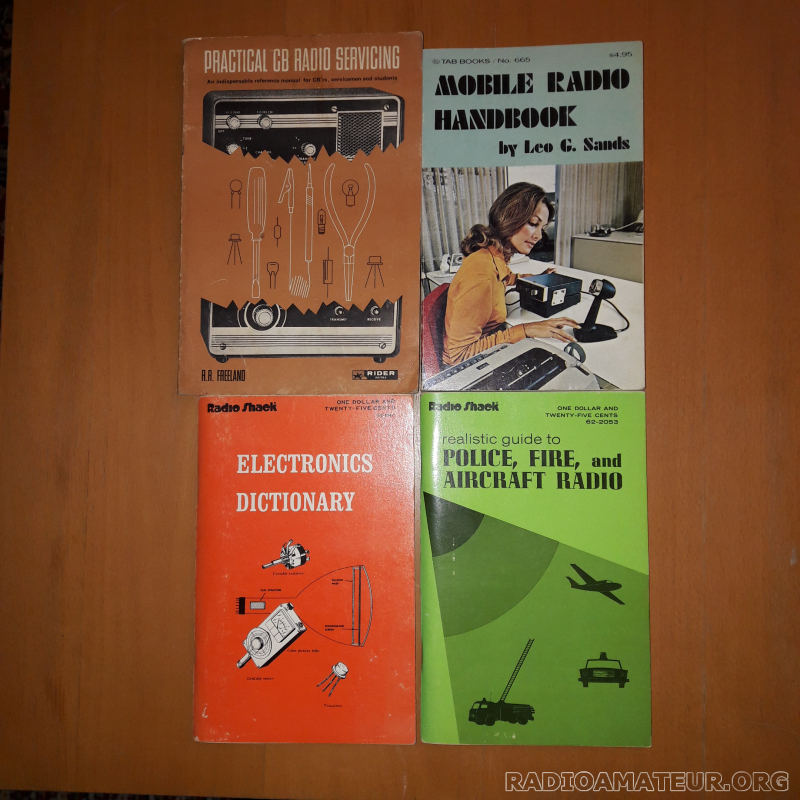 PRACTICAL CB RADIO SERVICING
An indispensable reference manual for CB'rs, servicemen and students
TRANSMIT
RECEIVE
R.R. FREELAND
RIDER
© TAB BOOKS / No. 665
$4.95
MOBILE RADIO
HANDBOOK
by Leo G. Sands
Radio Shack
ONE DOLLAR AND
TWENTY-FIVE CENTS
ELECTRONICS
DICTIONARY
Radio Shack
ONE DOLLAR AND
TWENTY-FIVE CENTS
62-2053
realistic guide to
POLICE, FIRE, and
AIRCRAFT RADIO
RADIOAMATEUR.ORG